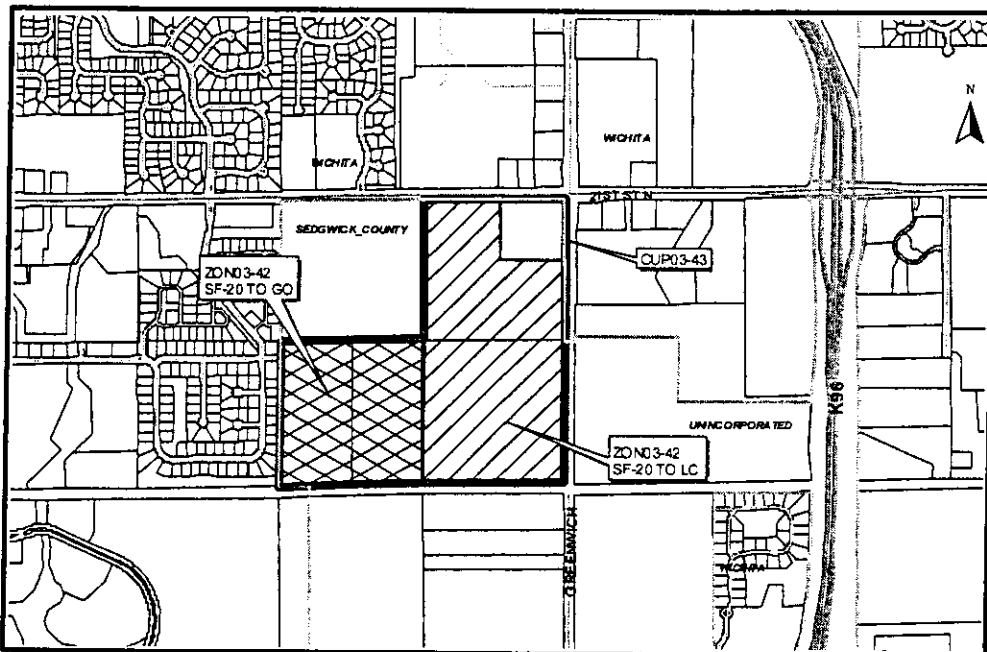 N
WICHITA
WICHITA
21ST ST N
SEDGWICK_COUNTY
CUP03-43
ZON03-42
SF-20 TO GO
K96
UNINCORPORATED
ZON03-42
SF-20 TO LC
GREENWICH